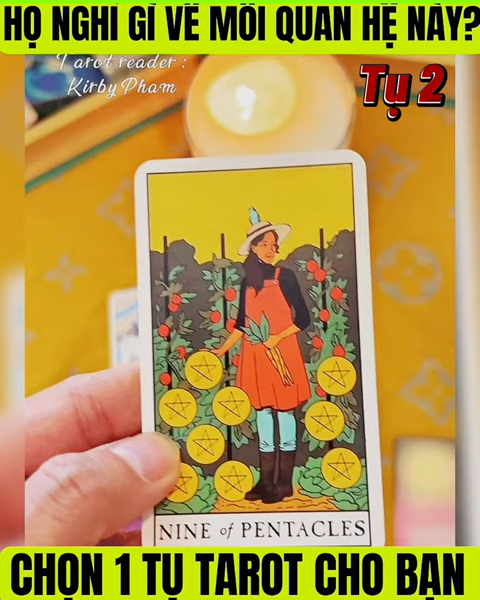 HỌ NGHĨ GÌ VỀ MỐI QUAN HỆ NÀY?
Tarot reader :
Kirby Pham
Tụ 2
NINE of PENTACLES
CHỌN 1 TỤ TAROT CHO BẠN